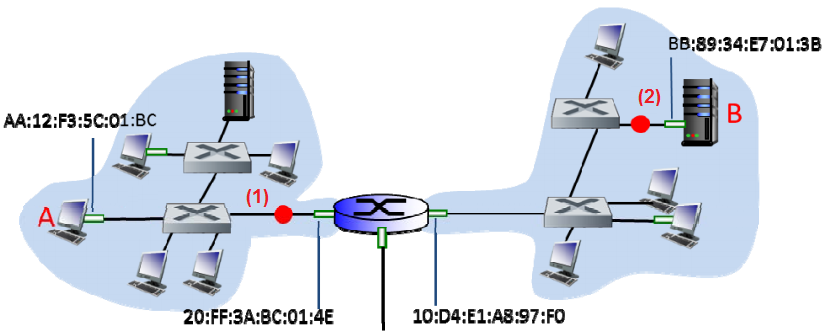 BB:89:34:E7:01:3B
(2)
B
AA:12:F3:5C:01:BC
(1)
A
20:FF:3A:BC:01:4E
10:D4:E1:A8:97:F0